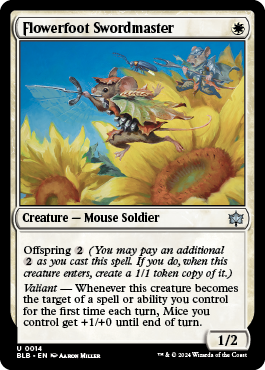 Flowerfoot Swordmaster
Creature — Mouse Soldier
Offspring 2 (You may pay an additional
2 as you cast this spell. If you do, when this
creature enters, create a 1/1 token copy of it.)
Valiant — Whenever this creature becomes
the target of a spell or ability you control
for the first time each turn, Mice you
control get +1/+0 until end of turn.
1/2
U 0014
BLB • EN Aaron Miller
™ & © 2024 Wizards of the Coast